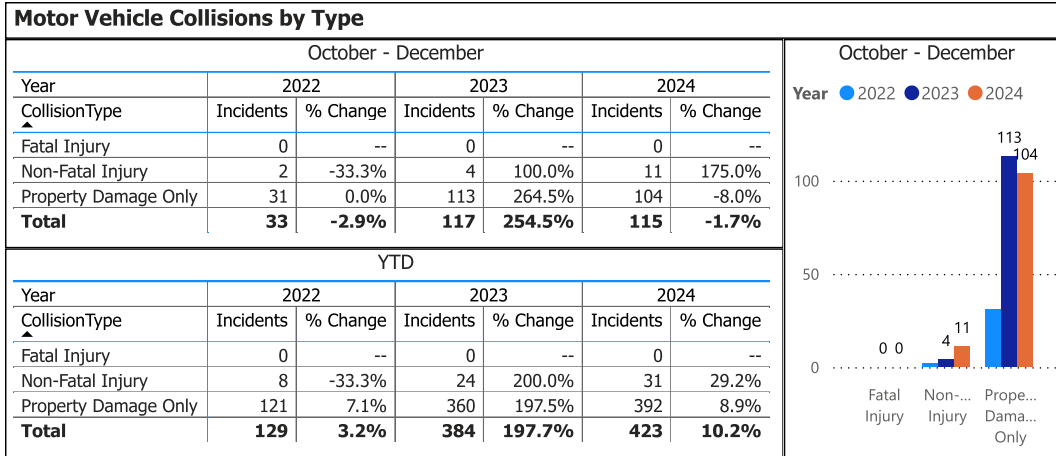 Motor Vehicle Collisions by Type
October - December
Year 2022 2023 2024
CollisionType Incidents % Change Incidents % Change Incidents % Change
Fatal Injury 0 -- 0 -- 0 --
Non-Fatal Injury 2 -33.3% 4 100.0% 11 175.0%
Property Damage Only 31 0.0% 113 264.5% 104 -8.0%
Total 33 -2.9% 117 254.5% 115 -1.7%
YTD
Year 2022 2023 2024
CollisionType Incidents % Change Incidents % Change Incidents % Change
Fatal Injury 0 -- 0 -- 0 --
Non-Fatal Injury 8 -33.3% 24 200.0% 31 29.2%
Property Damage Only 121 7.1% 360 197.5% 392 8.9%
Total 129 3.2% 384 197.7% 423 10.2%
October - December
Year 2022 2023 2024
113
104
100
50
11
4
0 0
0
Fatal Non-... Prope...
Injury Injury Dama...
Only